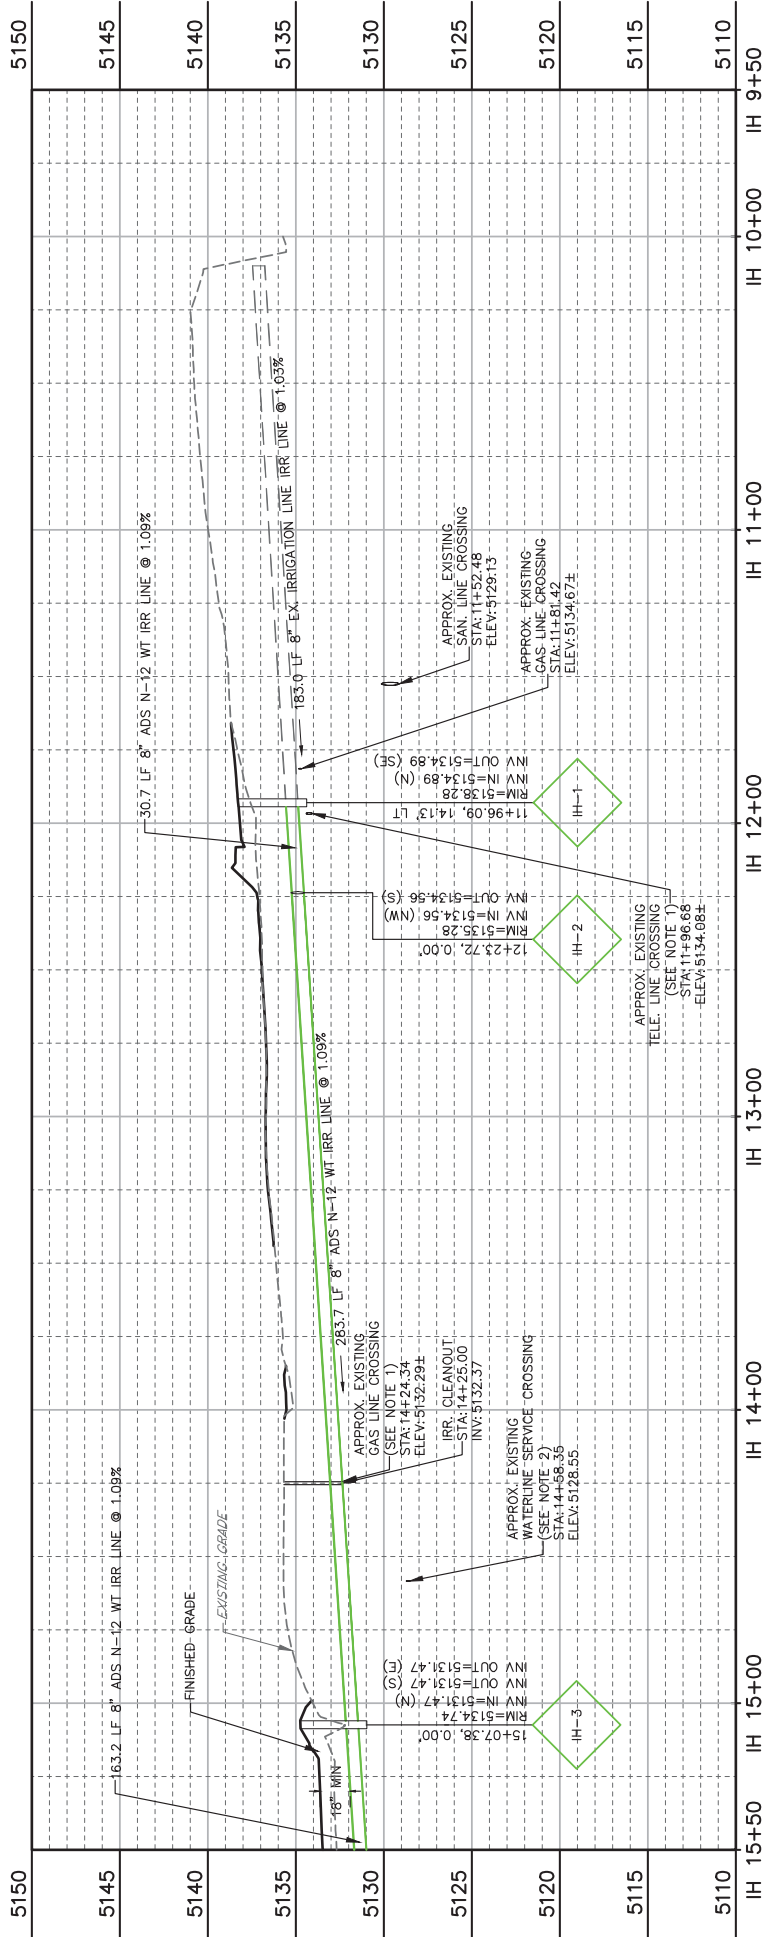 5150
5145
5140
5135
5130
5125
5120
5115
5110
IH 9+50
IH 10+00
IH 11+00
IH 12+00
IH 13+00
IH 14+00
IH 15+00
IH 15+50
5150
5145
5140
5135
5130
5125
5120
5115
5110
163.2 LF 8" ADS N-12 WT IRR LINE @ 1.09%
FINISHED GRADE
EXISTING GRADE
18" MIN
30.7 LF 8" ADS N-12 WT IRR LINE @ 1.09%
183.0 LF 8" EX. IRRIGATION LINE IRR LINE @ 1.03%
283.7 LF 8" ADS N-12 WT IRR LINE @ 1.09%
APPROX. EXISTING
GAS LINE CROSSING
(SEE NOTE 1)
STA:14+24.34
ELEV:5132.29±
IRR. CLEANOUT
STA:14+25.00
INV:5132.37
APPROX. EXISTING
WATERLINE SERVICE CROSSING
(SEE NOTE 2)
STA:14+58.35
ELEV:5128.55
APPROX. EXISTING
SAN. LINE CROSSING
STA:11+52.48
ELEV:5129.13
APPROX. EXISTING
GAS LINE CROSSING
STA:11+81.42
ELEV:5134.67±
APPROX. EXISTING
TELE. LINE CROSSING
(SEE NOTE 1)
STA:11+96.68
ELEV:5134.08±
11+96.09, 14.13' LT
RIM=5138.28
INV IN=5134.89 (N)
INV OUT=5134.89 (SE)
IH-1
12+23.72, 0.00'
RIM=5135.28
INV IN=5134.56 (NW)
INV OUT=5134.56 (S)
IH-2
15+07.38, 0.00'
RIM=5134.74
INV IN=5131.47 (N)
INV OUT=5131.47 (S)
INV OUT=5131.47 (E)
IH-3